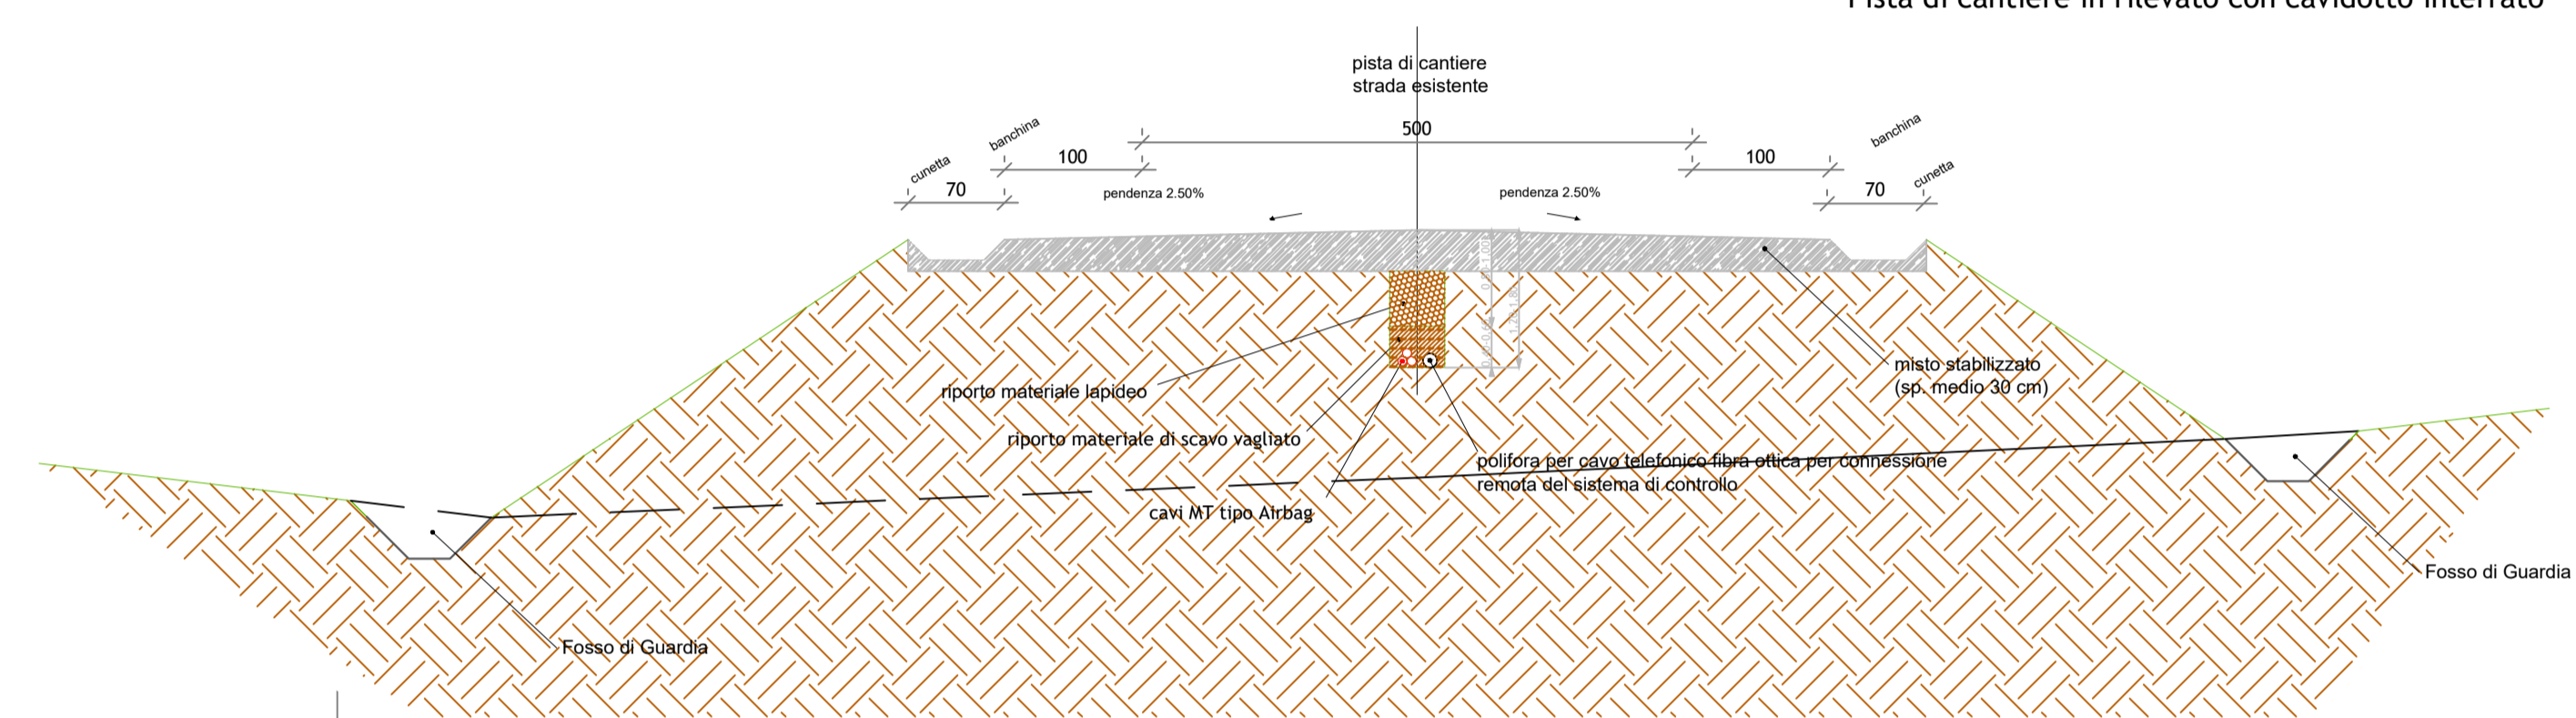 Pista di cantiere in rilevato con cavidotto interrato
pista di cantiere
strada esistente
500
banchina
100
100
banchina
cunetta
70
pendenza 2.50%
pendenza 2.50%
70
cunetta
misto stabilizzato
(sp. medio 30 cm)
riporto materiale lapideo
riporto materiale di scavo vagliato
polifora per cavo telefonico fibra ottica per connessione
remota del sistema di controllo
cavi MT tipo Airbag
Fosso di Guardia
Fosso di Guardia